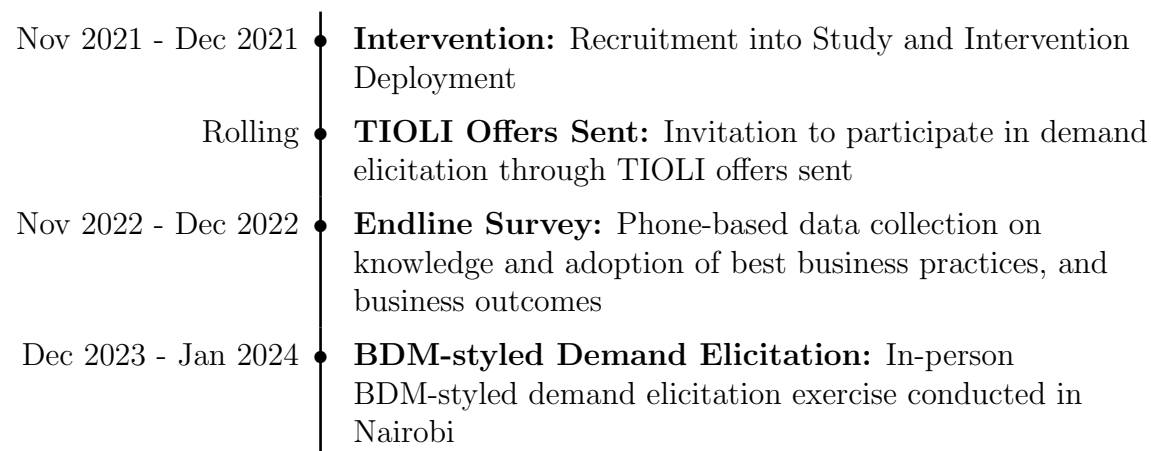 Nov 2021 - Dec 2021 Intervention: Recruitment into Study and Intervention
Deployment
Rolling TIOLI Offers Sent: Invitation to participate in demand
elicitation through TIOLI offers sent
Nov 2022 - Dec 2022 Endline Survey: Phone-based data collection on
knowledge and adoption of best business practices, and
business outcomes
Dec 2023 - Jan 2024 BDM-styled Demand Elicitation: In-person
BDM-styled demand elicitation exercise conducted in
Nairobi